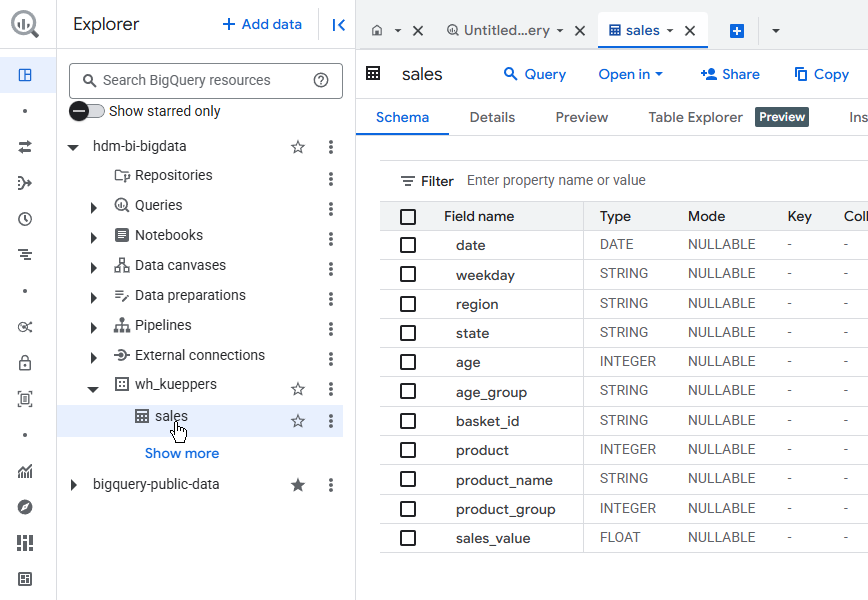 Explorer
+ Add data
Search BigQuery resources
Show starred only
hdm-bi-bigdata
Repositories
Queries
Notebooks
Data canvases
Data preparations
Pipelines
External connections
wh_kueppers
sales
Show more
bigquery-public-data
Untitled...ery
sales
sales
Query
Open in
Share
Copy
Schema
Details
Preview
Table Explorer
Preview
Ins
Filter
Enter property name or value
Field name Type Mode Key Coll
date DATE NULLABLE - -
weekday STRING NULLABLE - -
region STRING NULLABLE - -
state STRING NULLABLE - -
age INTEGER NULLABLE - -
age_group STRING NULLABLE - -
basket_id STRING NULLABLE - -
product INTEGER NULLABLE - -
product_name STRING NULLABLE - -
product_group INTEGER NULLABLE - -
sales_value FLOAT NULLABLE - -